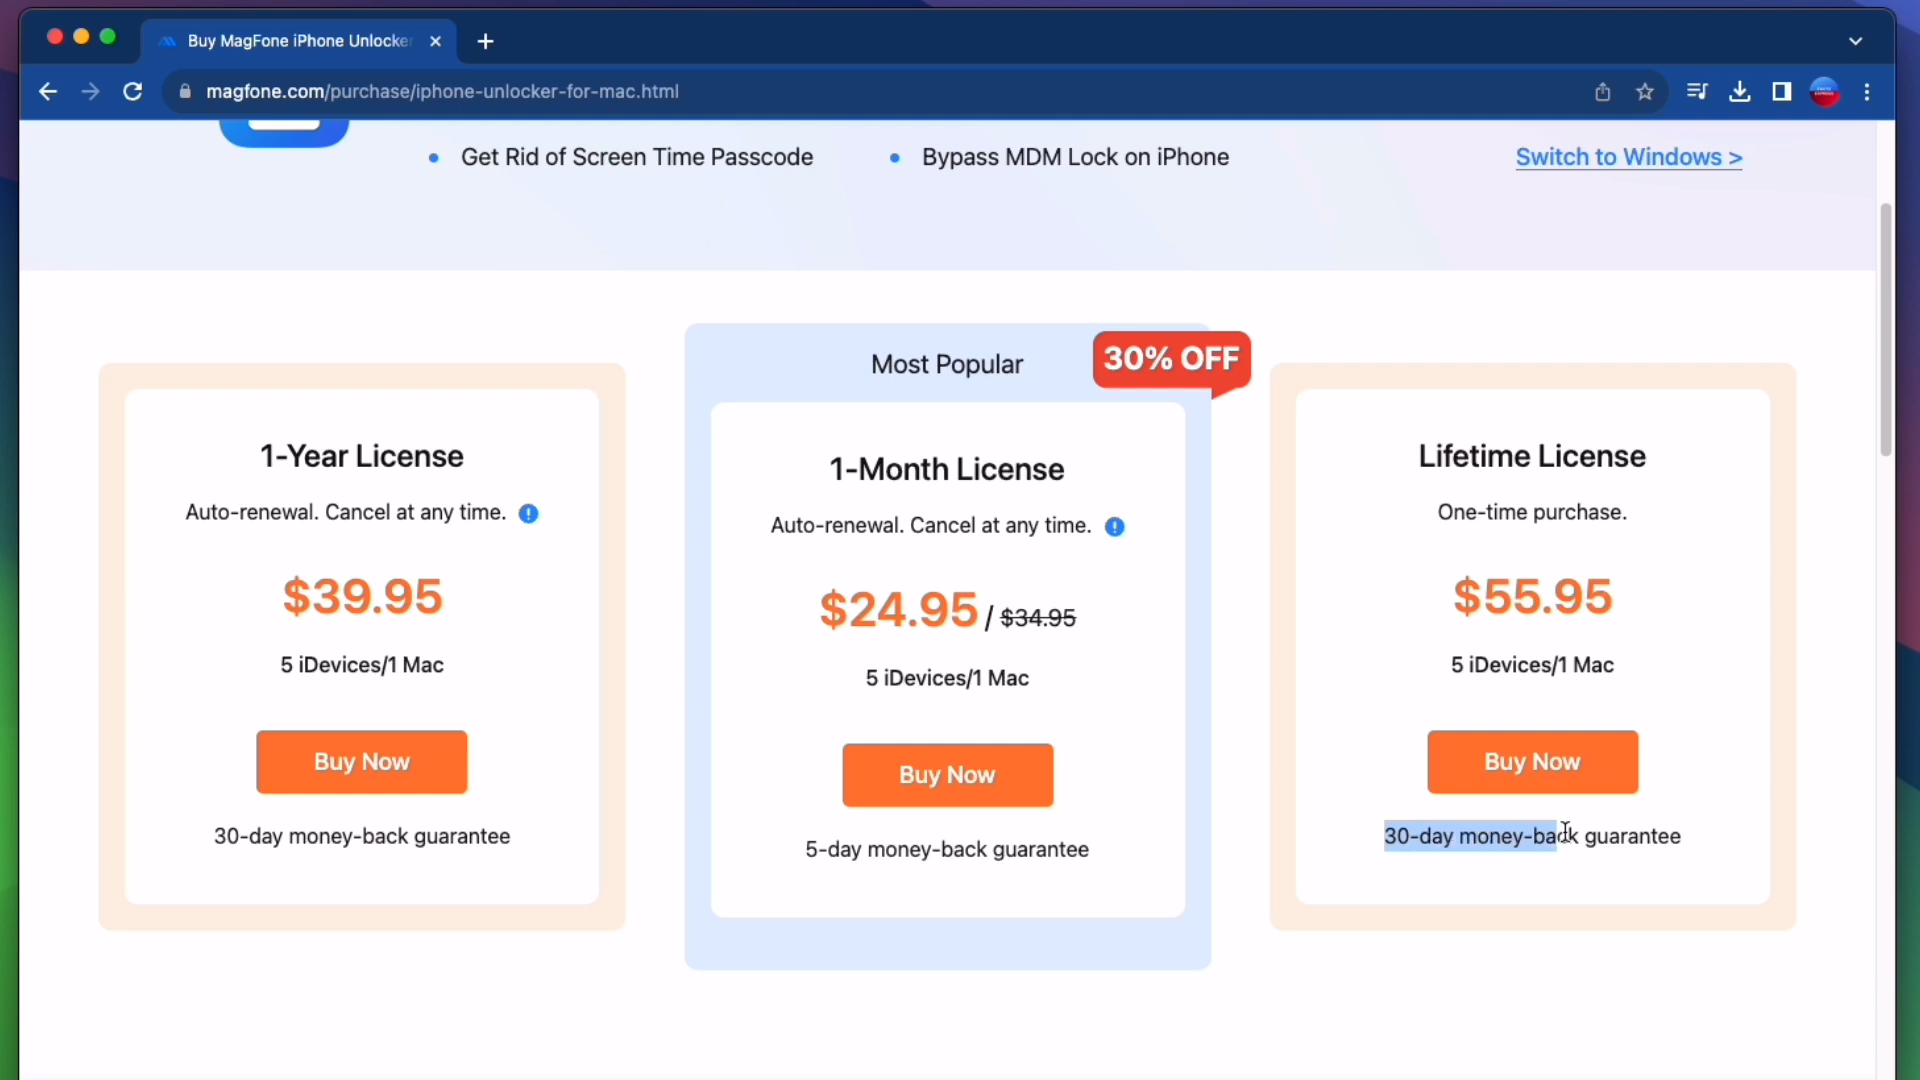 Buy MagFone iPhone Unlocker
magfone.com/purchase/iphone-unlocker-for-mac.html
Get Rid of Screen Time Passcode
Bypass MDM Lock on iPhone
Switch to Windows >
1-Year License
Auto-renewal. Cancel at any time.
$39.95
5 iDevices/1 Mac
Buy Now
30-day money-back guarantee
Most Popular
30% OFF
1-Month License
Auto-renewal. Cancel at any time.
$24.95 / $34.95
5 iDevices/1 Mac
Buy Now
5-day money-back guarantee
Lifetime License
One-time purchase.
$55.95
5 iDevices/1 Mac
Buy Now
30-day money-back guarantee